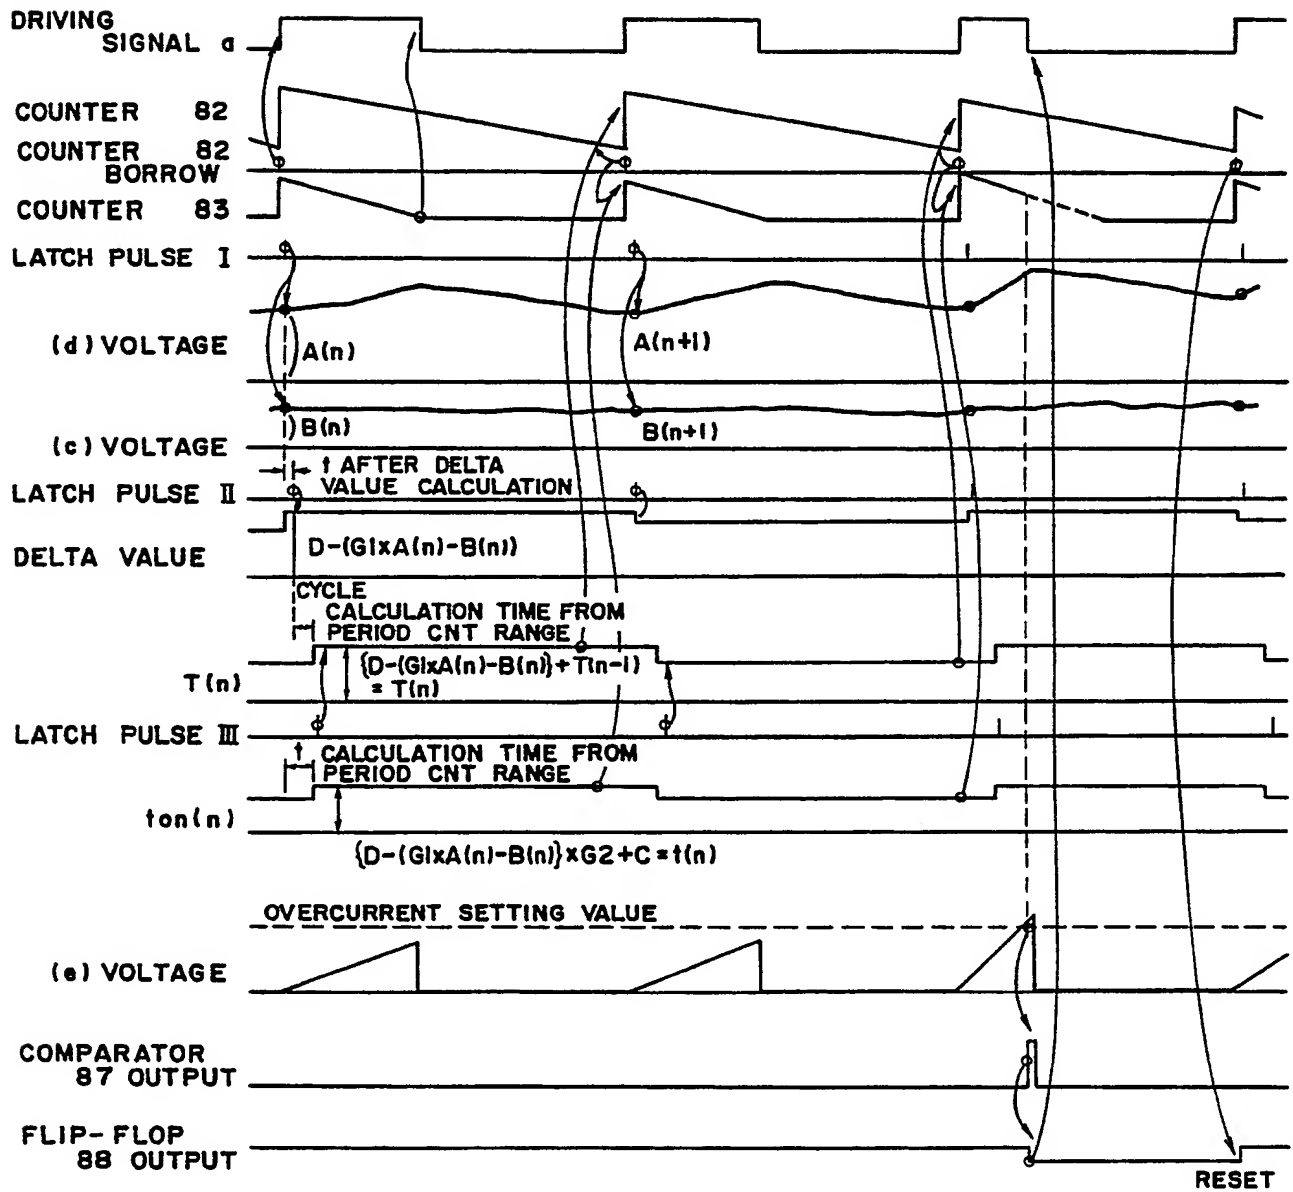 DRIVING
SIGNAL a
COUNTER 82
COUNTER 82
BORROW
COUNTER 83
LATCH PULSE I
(d) VOLTAGE
A(n)
A(n+1)
B(n)
B(n+1)
(c) VOLTAGE
t AFTER DELTA
VALUE CALCULATION
LATCH PULSE II
DELTA VALUE
D-(G1xA(n)-B(n))
CYCLE
CALCULATION TIME FROM
PERIOD CNT RANGE
{D-(G1xA(n)-B(n)}+T(n-1)
= T(n)
T(n)
LATCH PULSE III
t CALCULATION TIME FROM
PERIOD CNT RANGE
ton(n)
{D-(G1xA(n)-B(n)}xG2+C=t(n)
OVERCURRENT SETTING VALUE
(e) VOLTAGE
COMPARATOR
87 OUTPUT
FLIP-FLOP
88 OUTPUT
RESET